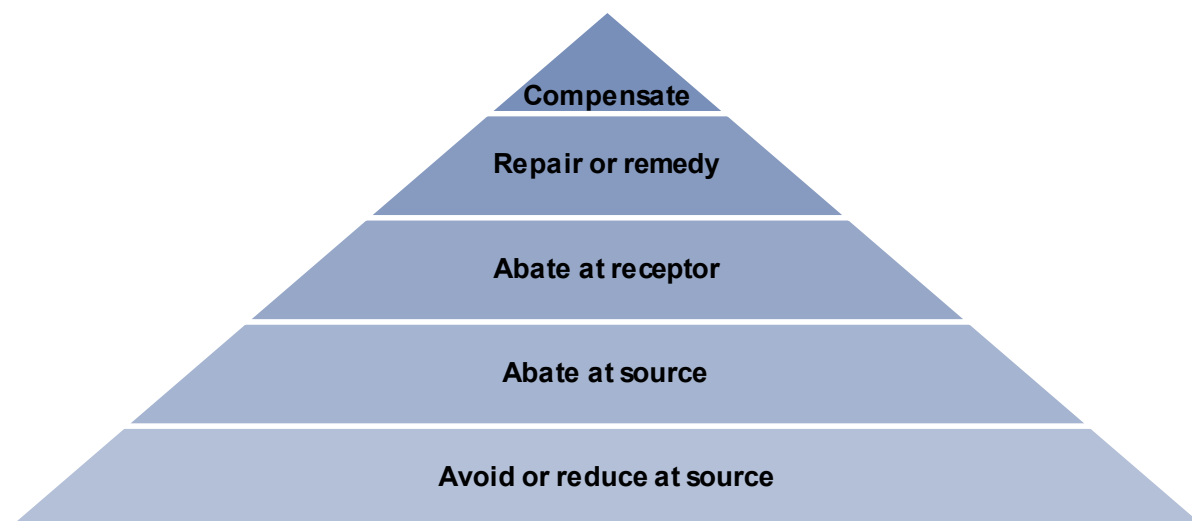 Compensate
Repair or remedy
Abate at receptor
Abate at source
Avoid or reduce at source